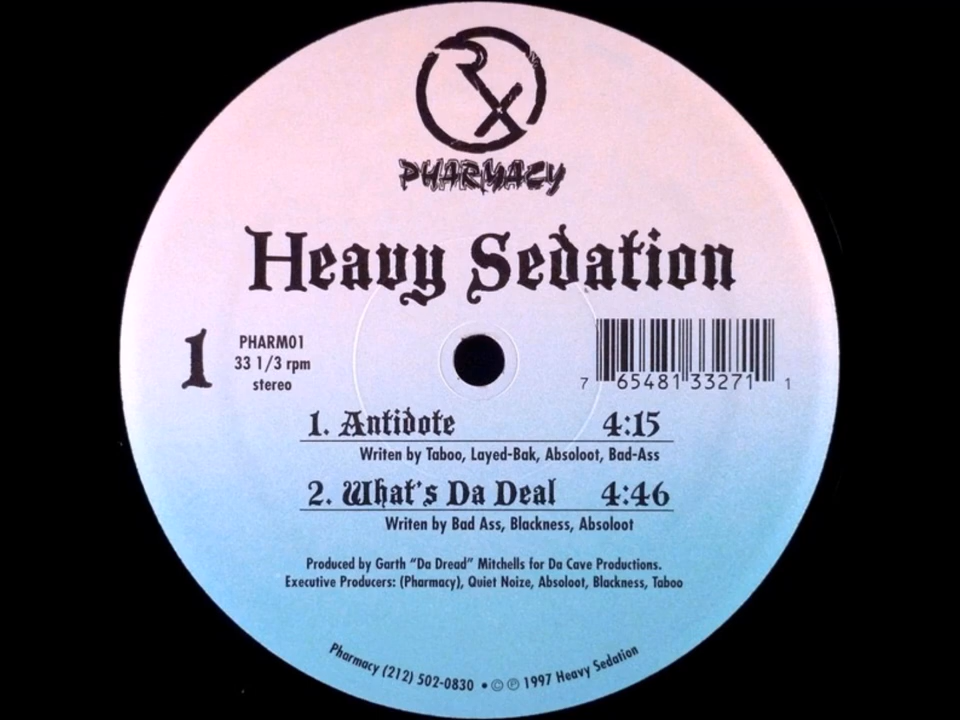 RX
PHARMACY
Heavy Sedation
1
PHARM01
33 1/3 rpm
stereo
7 65481 33271 1
1. Antidote 4:15
Writen by Taboo, Layed-Bak, Absoloot, Bad-Ass
2. What's Da Deal 4:46
Writen by Bad Ass, Blackness, Absoloot
Produced by Garth “Da Dread” Mitchells for Da Cave Productions.
Executive Producers: (Pharmacy), Quiet Noize, Absoloot, Blackness, Taboo
Pharmacy (212) 502-0830 • © ℗ 1997 Heavy Sedation